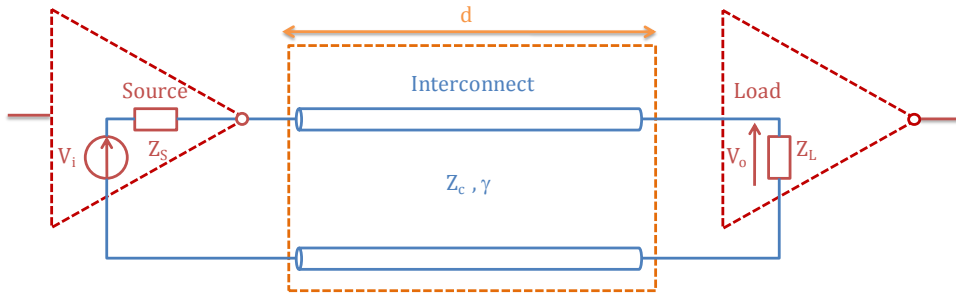 d
Interconnect
Source
Load
V_i
Z_S
V_o
Z_L
Z_c , γ